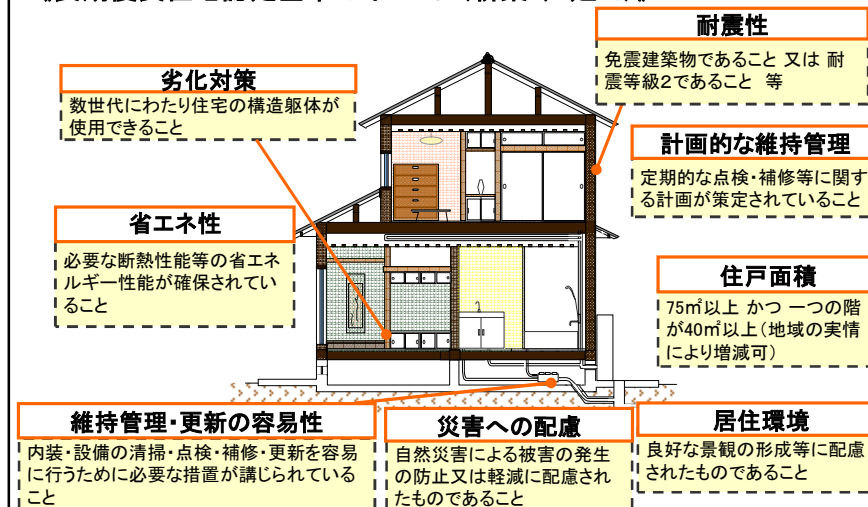 耐震性
免震建築物であること 又は 耐
震等級2であること 等
劣化対策
数世代にわたり住宅の構造躯体が
使用できること
計画的な維持管理
定期的な点検・補修等に関す
る計画が策定されていること
省エネ性
必要な断熱性能等の省エネ
ルギー性能が確保されてい
ること
住戸面積
75㎡以上 かつ 一つの階
が40㎡以上(地域の実情
により増減可)
維持管理・更新の容易性
内装・設備の清掃・点検・補修・更新を容易
に行うために必要な措置が講じられている
こと
災害への配慮
自然災害による被害の発生
の防止又は軽減に配慮され
たものであること
居住環境
良好な景観の形成等に配慮
されたものであること